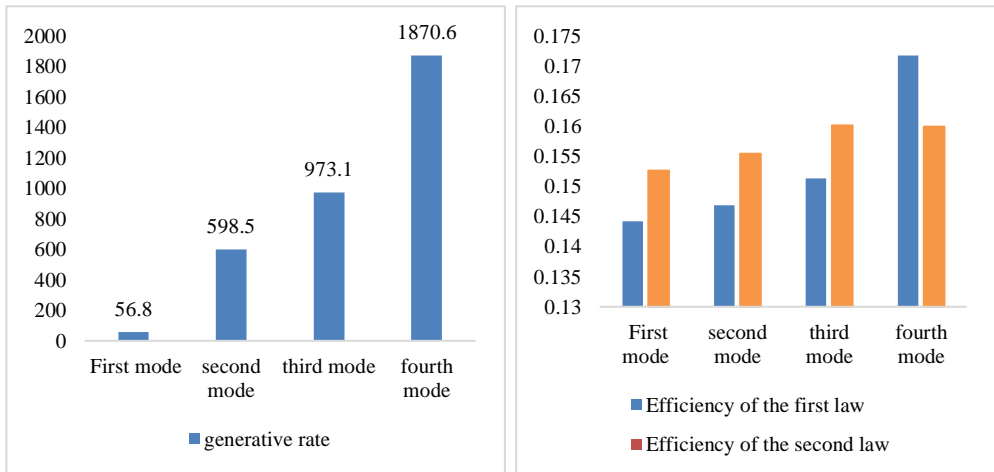 2000
1800
1600
1400
1200
1000
800
600
400
200
0
56.8
598.5
973.1
1870.6
First mode
second mode
third mode
fourth mode
generative rate
0.175
0.17
0.165
0.16
0.155
0.15
0.145
0.14
0.135
0.13
First mode
second mode
third mode
fourth mode
Efficiency of the first law
Efficiency of the second law